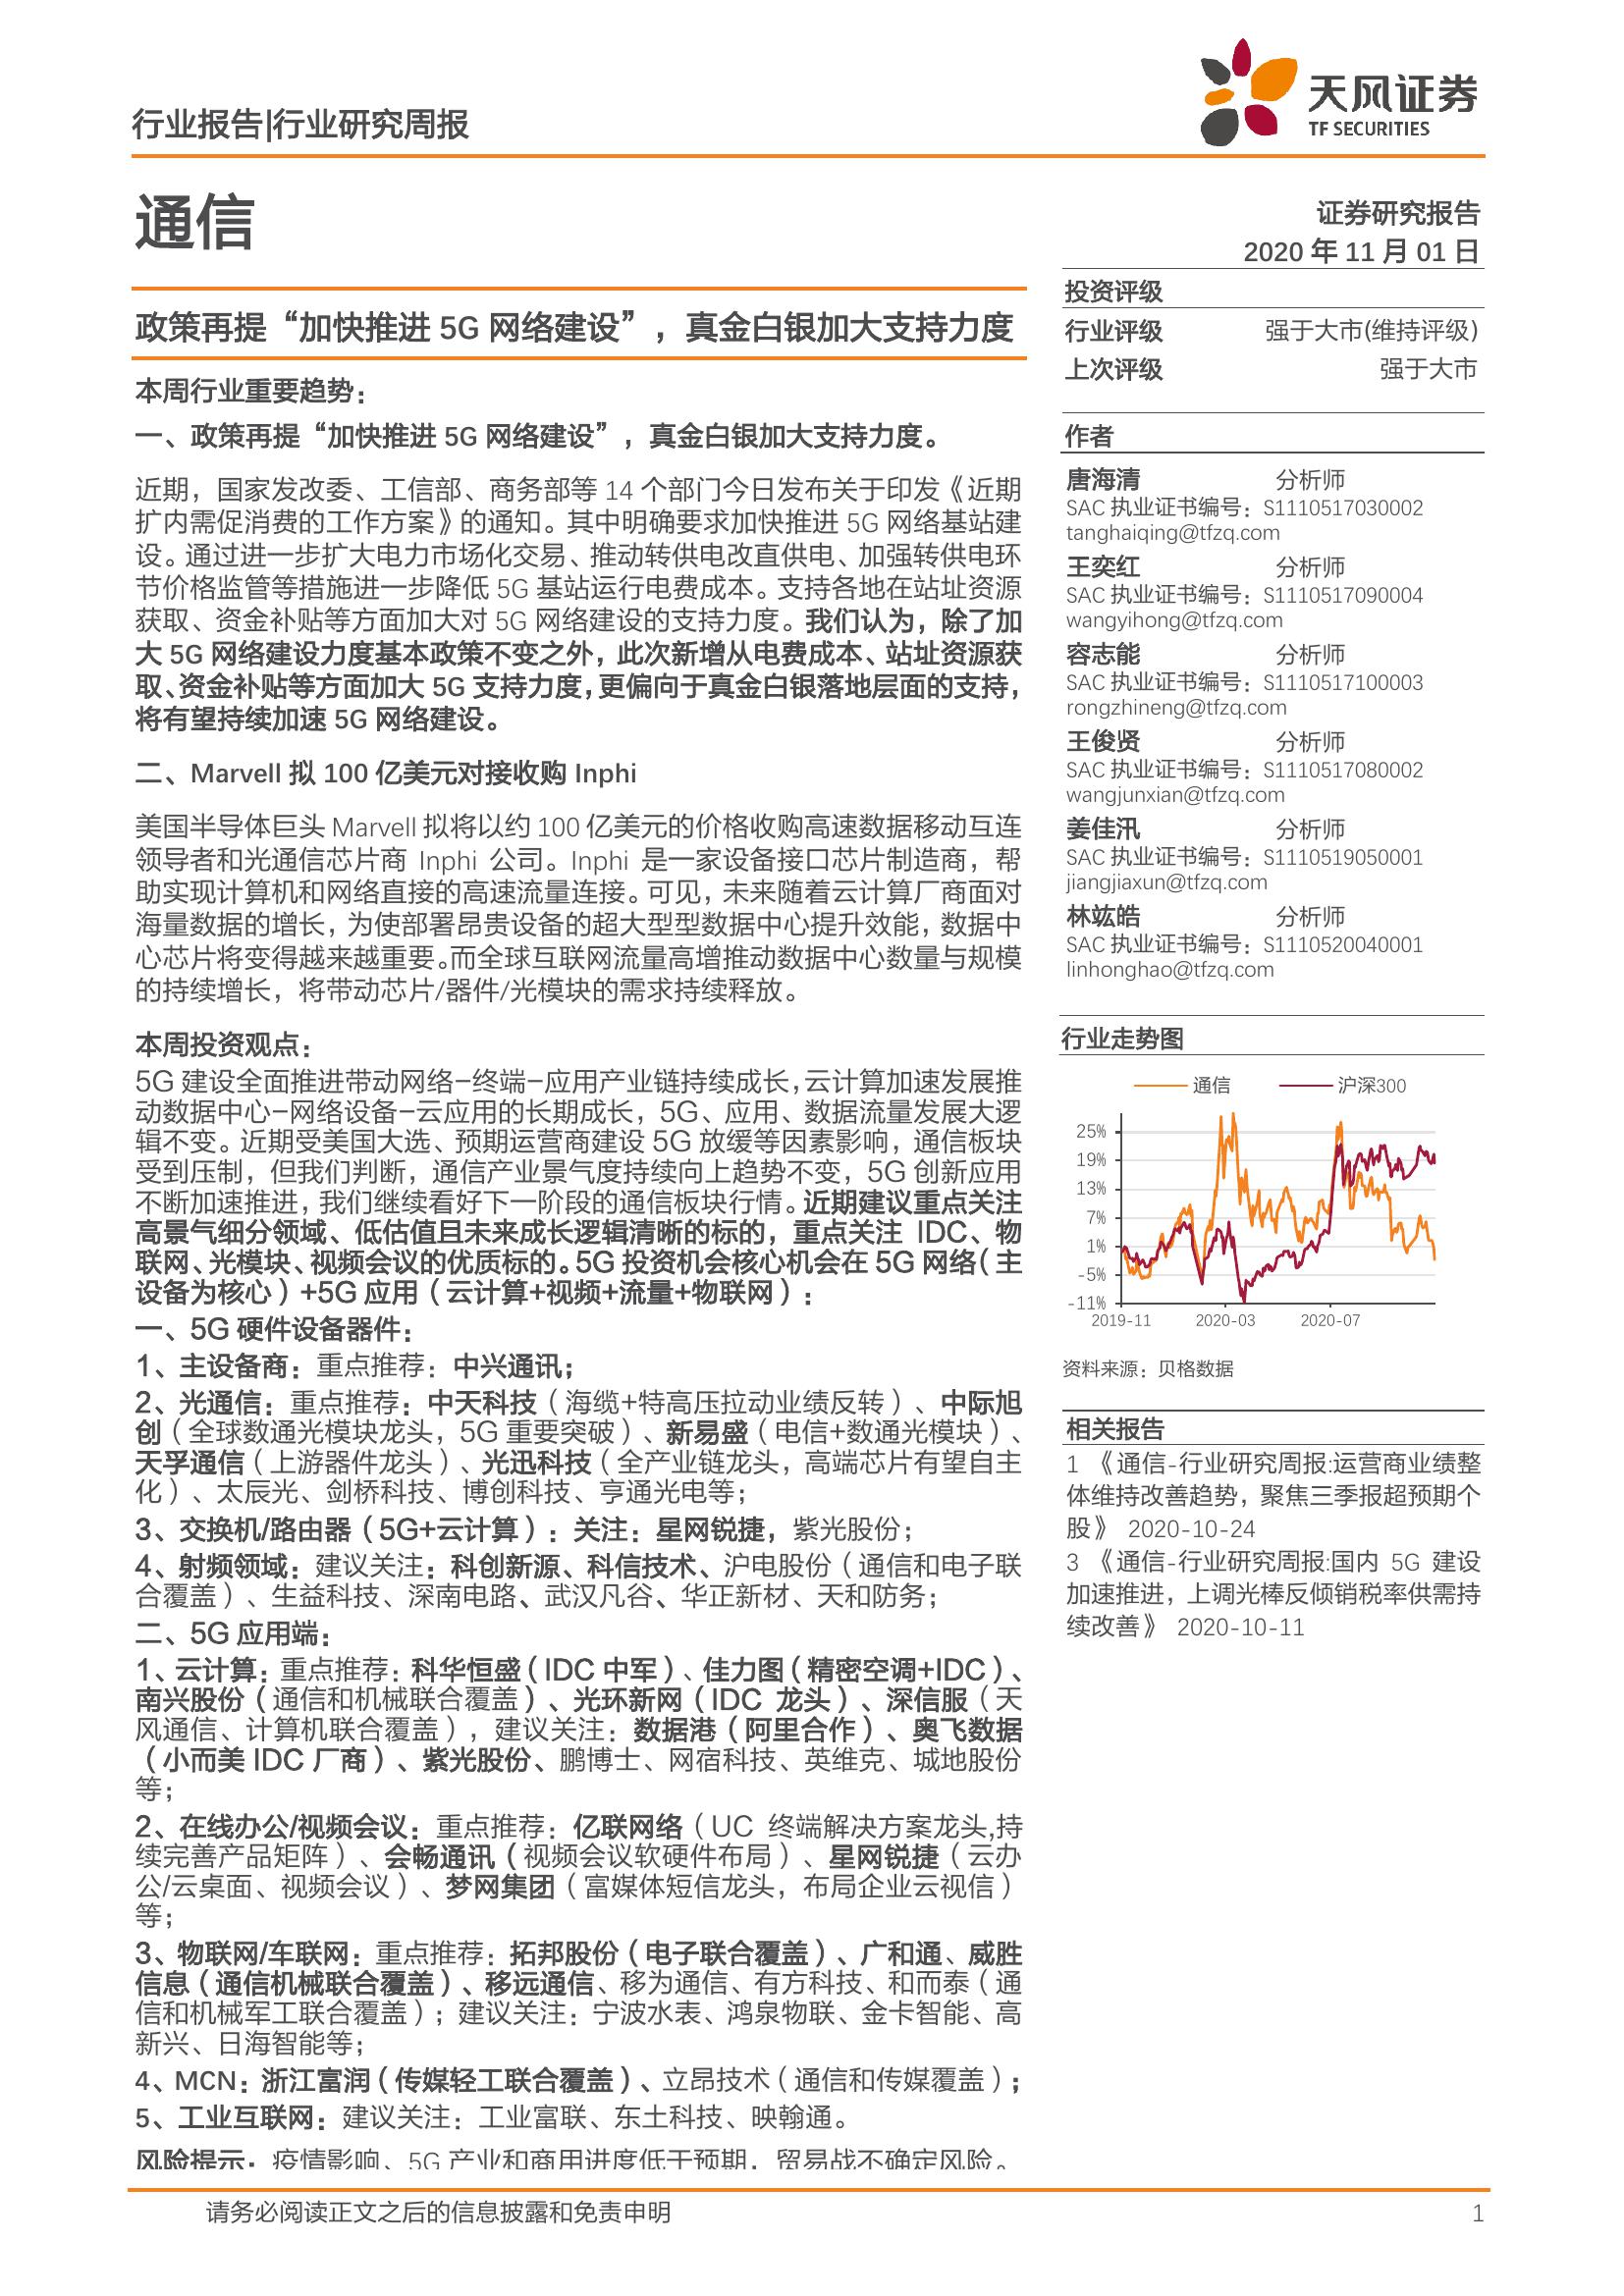 行业报告|行业研究周报
天风证券
TF SECURITIES
通信
证券研究报告
2020 年 11 月 01 日
政策再提“加快推进 5G 网络建设”，真金白银加大支持力度
本周行业重要趋势：
一、政策再提“加快推进 5G 网络建设”，真金白银加大支持力度。
近期，国家发改委、工信部、商务部等 14 个部门今日发布关于印发《近期
扩内需促消费的工作方案》的通知。其中明确要求加快推进 5G 网络基站建
设。通过进一步扩大电力市场化交易、推动转供电改直供电、加强转供电环
节价格监管等措施进一步降低 5G 基站运行电费成本。支持各地在站址资源
获取、资金补贴等方面加大对 5G 网络建设的支持力度。我们认为，除了加
大 5G 网络建设力度基本政策不变之外，此次新增从电费成本、站址资源获
取、资金补贴等方面加大 5G 支持力度，更偏向于真金白银落地层面的支持，
将有望持续加速 5G 网络建设。
二、Marvell 拟 100 亿美元对接收购 Inphi
美国半导体巨头 Marvell 拟将以约 100 亿美元的价格收购高速数据移动互连
领导者和光通信芯片商 Inphi 公司。Inphi 是一家设备接口芯片制造商，帮
助实现计算机和网络直接的高速流量连接。可见，未来随着云计算厂商面对
海量数据的增长，为使部署昂贵设备的超大型型数据中心提升效能，数据中
心芯片将变得越来越重要。而全球互联网流量高增推动数据中心数量与规模
的持续增长，将带动芯片/器件/光模块的需求持续释放。
本周投资观点：
5G 建设全面推进带动网络-终端-应用产业链持续成长，云计算加速发展推
动数据中心-网络设备-云应用的长期成长，5G、应用、数据流量发展大逻
辑不变。近期受美国大选、预期运营商建设 5G 放缓等因素影响，通信板块
受到压制，但我们判断，通信产业景气度持续向上趋势不变，5G 创新应用
不断加速推进，我们继续看好下一阶段的通信板块行情。近期建议重点关注
高景气细分领域、低估值且未来成长逻辑清晰的标的，重点关注 IDC、物
联网、光模块、视频会议的优质标的。5G 投资机会核心机会在 5G 网络（主
设备为核心）+5G 应用（云计算+视频+流量+物联网）：
一、5G 硬件设备器件：
1、主设备商：重点推荐：中兴通讯；
2、光通信：重点推荐：中天科技（海缆+特高压拉动业绩反转）、中际旭
创（全球数通光模块龙头，5G 重要突破）、新易盛（电信+数通光模块）、
天孚通信（上游器件龙头）、光迅科技（全产业链龙头，高端芯片有望自主
化）、太辰光、剑桥科技、博创科技、亨通光电等；
3、交换机/路由器（5G+云计算）：关注：星网锐捷，紫光股份；
4、射频领域：建议关注：科创新源、科信技术、沪电股份（通信和电子联
合覆盖）、生益科技、深南电路、武汉凡谷、华正新材、天和防务；
二、5G 应用端：
1、云计算：重点推荐：科华恒盛（IDC 中军）、佳力图（精密空调+IDC）、
南兴股份（通信和机械联合覆盖）、光环新网（IDC 龙头）、深信服（天
风通信、计算机联合覆盖），建议关注：数据港（阿里合作）、奥飞数据
（小而美 IDC 厂商）、紫光股份、鹏博士、网宿科技、英维克、城地股份
等；
2、在线办公/视频会议：重点推荐：亿联网络（UC 终端解决方案龙头,持
续完善产品矩阵）、会畅通讯（视频会议软硬件布局）、星网锐捷（云办
公/云桌面、视频会议）、梦网集团（富媒体短信龙头，布局企业云视信）
等；
3、物联网/车联网：重点推荐：拓邦股份（电子联合覆盖）、广和通、威胜
信息（通信机械联合覆盖）、移远通信、移为通信、有方科技、和而泰（通
信和机械军工联合覆盖）；建议关注：宁波水表、鸿泉物联、金卡智能、高
新兴、日海智能等；
4、MCN：浙江富润（传媒轻工联合覆盖）、立昂技术（通信和传媒覆盖）；
5、工业互联网：建议关注：工业富联、东土科技、映翰通。
风险提示：疫情影响、5G 产业和商用进度低于预期，贸易战不确定风险。
投资评级
行业评级 强于大市(维持评级)
上次评级 强于大市
作者
唐海清 分析师
SAC 执业证书编号：S1110517030002
tanghaiqing@tfzq.com
王奕红 分析师
SAC 执业证书编号：S1110517090004
wangyihong@tfzq.com
容志能 分析师
SAC 执业证书编号：S1110517100003
rongzhineng@tfzq.com
王俊贤 分析师
SAC 执业证书编号：S1110517080002
wangjunxian@tfzq.com
姜佳汛 分析师
SAC 执业证书编号：S1110519050001
jiangjiaxun@tfzq.com
林竑皓 分析师
SAC 执业证书编号：S1110520040001
linhonghao@tfzq.com
行业走势图
通信 沪深300
25%
19%
13%
7%
1%
-5%
-11%
2019-11 2020-03 2020-07
资料来源：贝格数据
相关报告
1 《通信-行业研究周报:运营商业绩整
体维持改善趋势，聚焦三季报超预期个
股》 2020-10-24
3 《通信-行业研究周报:国内 5G 建设
加速推进，上调光棒反倾销税率供需持
续改善》 2020-10-11
请务必阅读正文之后的信息披露和免责申明
1